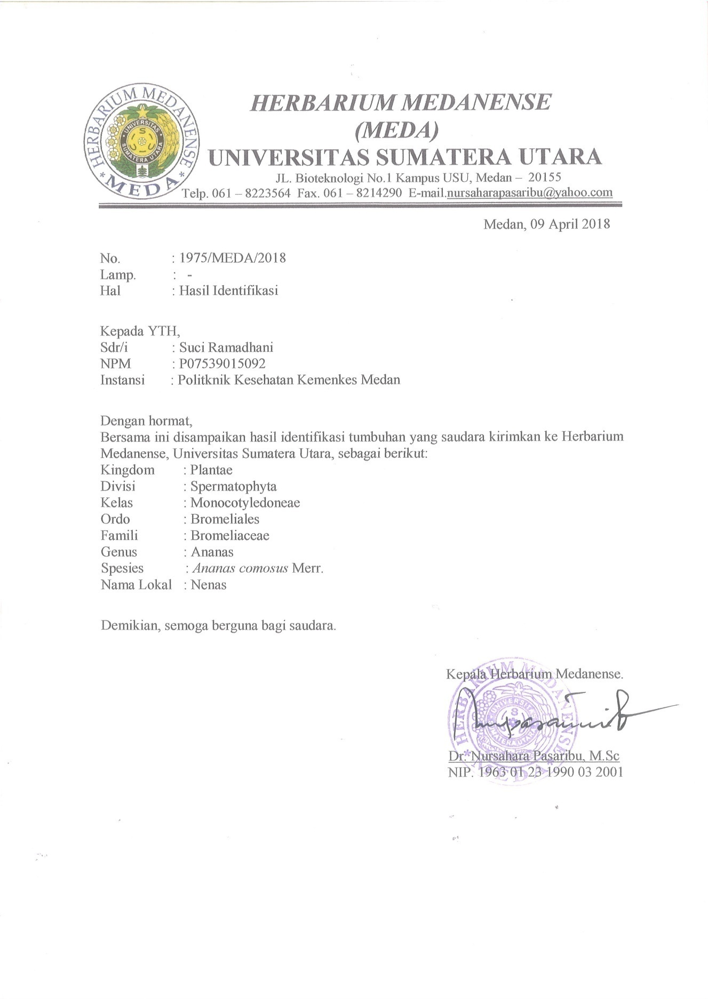 HERBARIUM MEDANENSE
MEDA
UNIVERSITAS
SUMATERA UTARA
HERBARIUM MEDANENSE
(MEDA)
UNIVERSITAS SUMATERA UTARA
JL. Bioteknologi No.1 Kampus USU, Medan – 20155
Telp. 061 – 8223564 Fax. 061 – 8214290 E-mail.nursaharapasaribu@yahoo.com
Medan, 09 April 2018
No. : 1975/MEDA/2018
Lamp. : -
Hal : Hasil Identifikasi
Kepada YTH,
Sdr/i : Suci Ramadhani
NPM : P07539015092
Instansi : Politknik Kesehatan Kemenkes Medan
Dengan hormat,
Bersama ini disampaikan hasil identifikasi tumbuhan yang saudara kirimkan ke Herbarium
Medanense, Universitas Sumatera Utara, sebagai berikut:
Kingdom : Plantae
Divisi : Spermatophyta
Kelas : Monocotyledoneae
Ordo : Bromeliales
Famili : Bromeliaceae
Genus : Ananas
Spesies : Ananas comosus Merr.
Nama Lokal : Nenas
Demikian, semoga berguna bagi saudara.
Kepala Herbarium Medanense.
HERBARIUM MEDANENSE
MEDA
UNIVERSITAS
SUMATERA UTARA
Dr. Nursahara Pasaribu, M.Sc
NIP. 1963 01 23 1990 03 2001